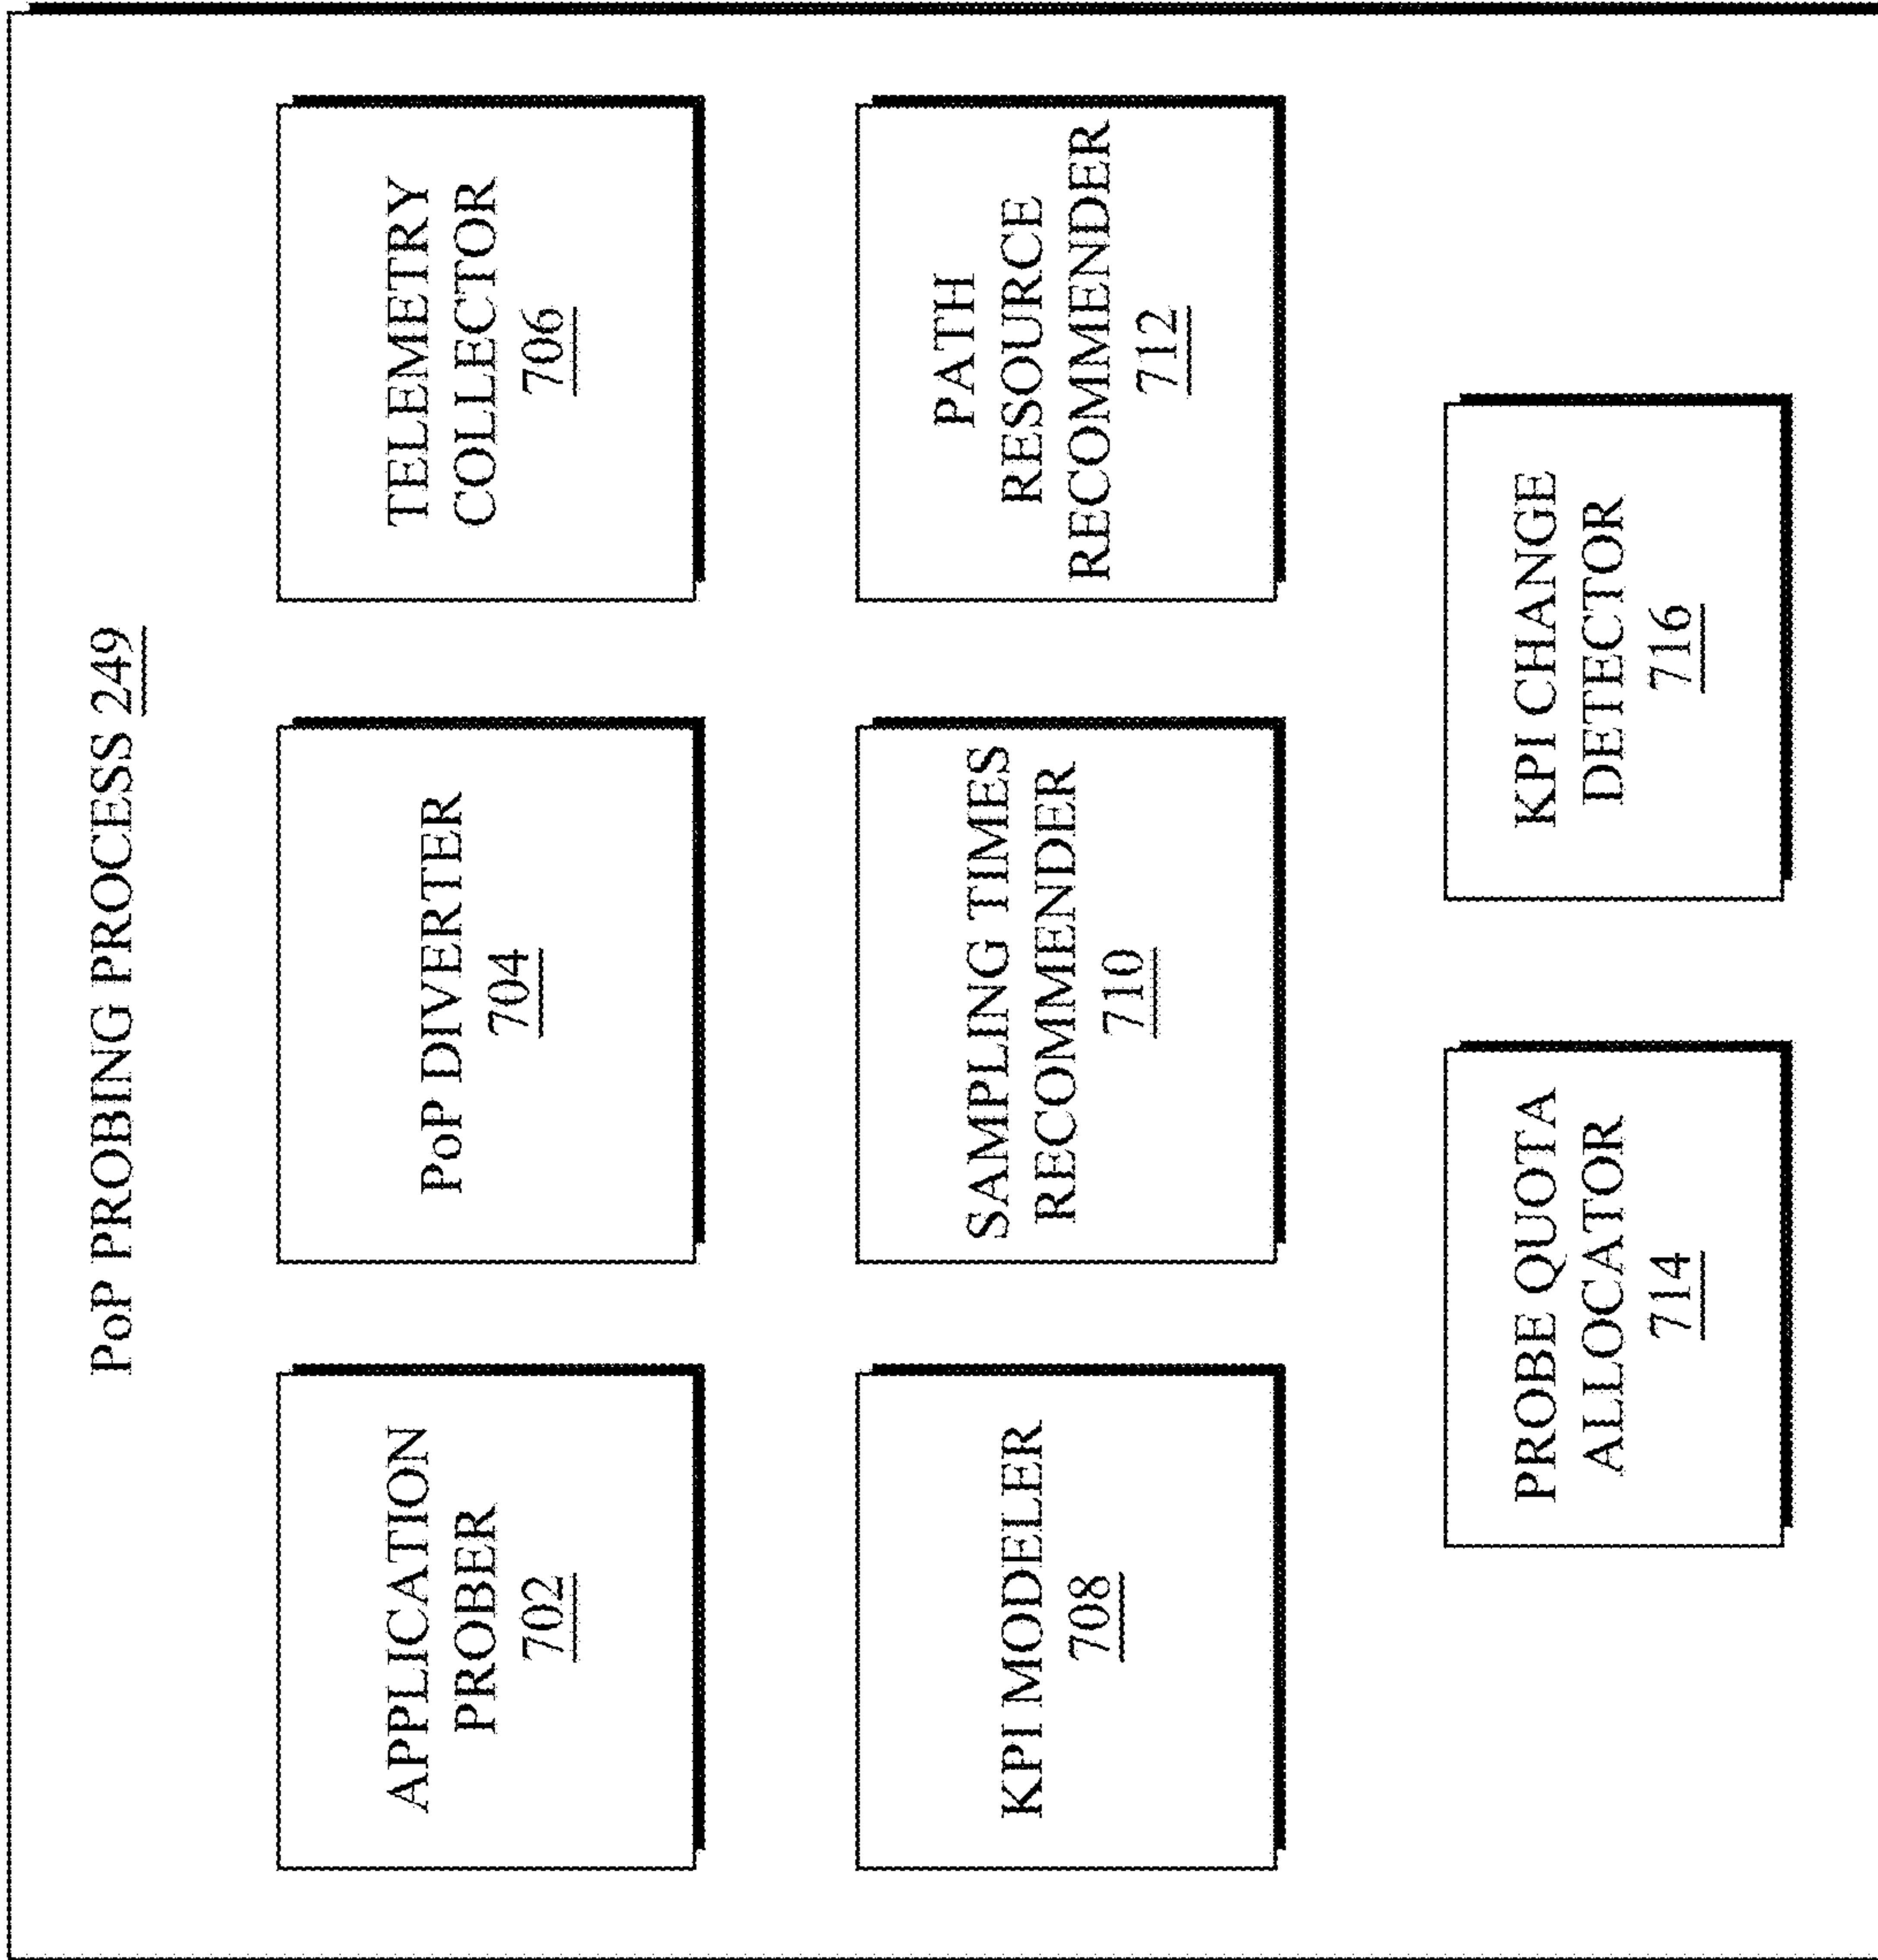 PoP PROBING PROCESS 249
APPLICATION
PROBER
702
PoP DIVERTER
704
TELEMETRY
COLLECTOR
706
KPI MODELER
708
SAMPLING TIMES
RECOMMENDER
710
PATH
RESOURCE
RECOMMENDER
712
PROBE QUOTA
ALLOCATOR
714
KPI CHANGE
DETECTOR
716